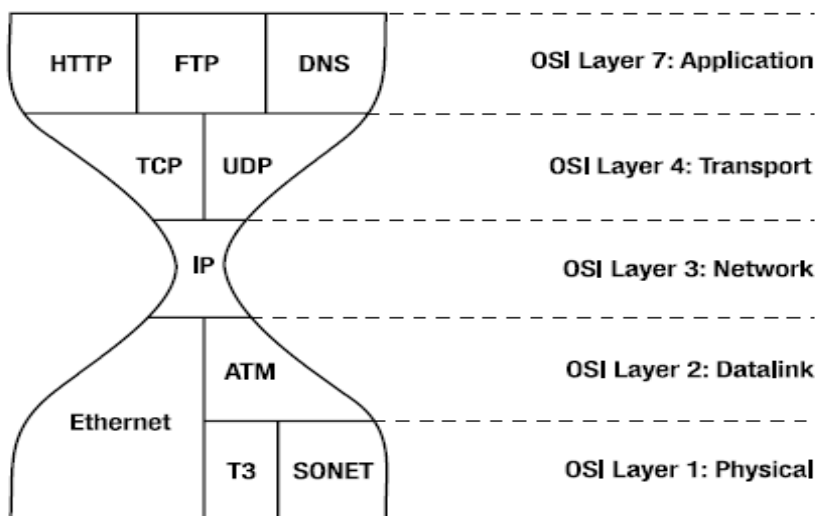 HTTP FTP DNS OSI Layer 7: Application
TCP UDP OSI Layer 4: Transport
IP OSI Layer 3: Network
ATM OSI Layer 2: Datalink
Ethernet
T3 SONET OSI Layer 1: Physical